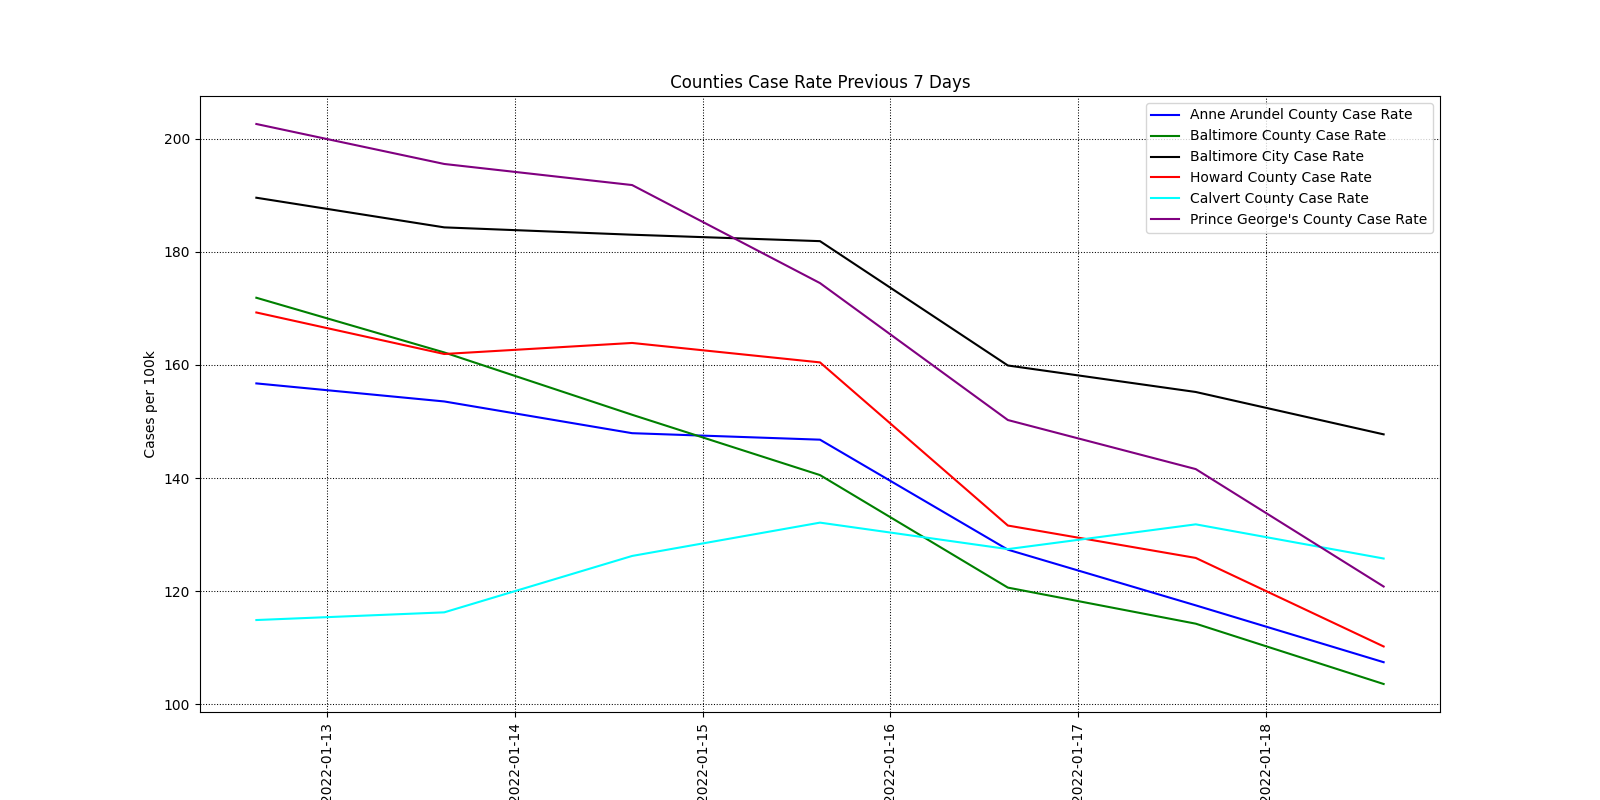 Counties Case Rate Previous 7 Days
Anne Arundel County Case Rate
Baltimore County Case Rate
Baltimore City Case Rate
Howard County Case Rate
Calvert County Case Rate
Prince George's County Case Rate
Cases per 100k
200
180
160
140
120
100
2022-01-13
2022-01-14
2022-01-15
2022-01-16
2022-01-17
2022-01-18